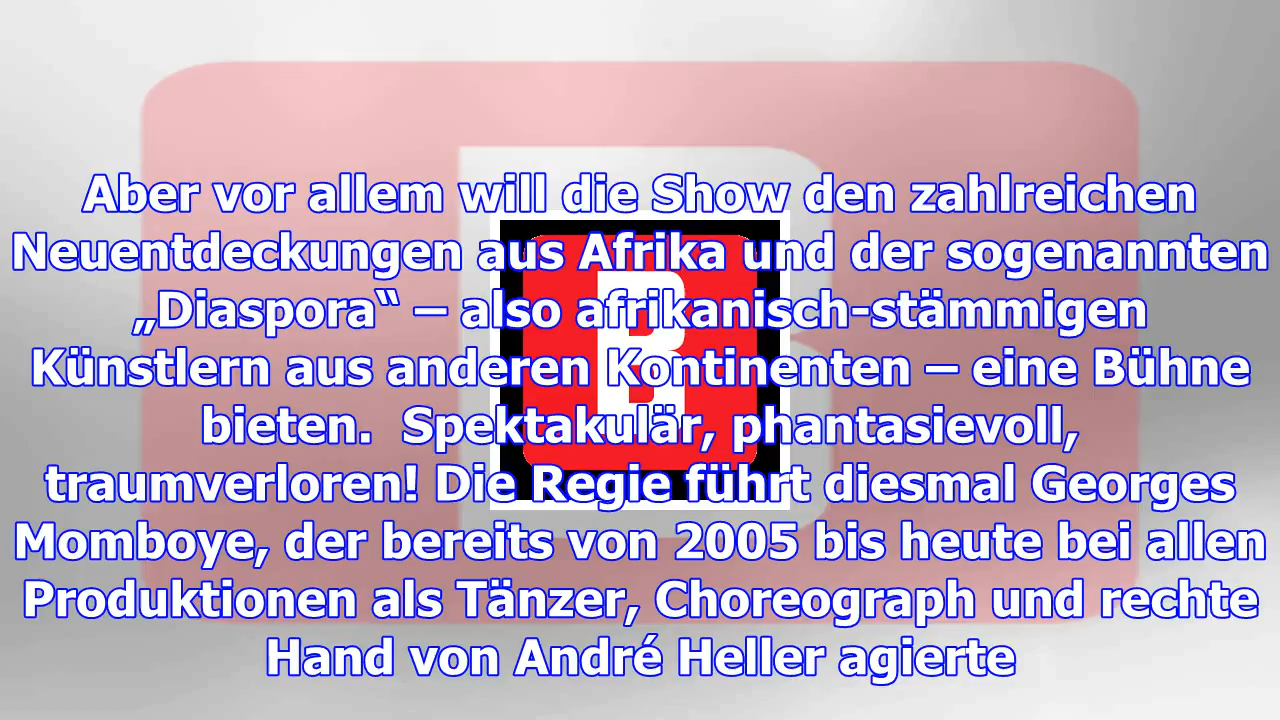 Aber vor allem will die Show den zahlreichen
Neuentdeckungen aus Afrika und der sogenannten
„Diaspora“ – also afrikanisch-stämmigen
Künstlern aus anderen Kontinenten – eine Bühne
bieten.  Spektakulär, phantasievoll,
traumverloren! Die Regie führt diesmal Georges
Momboye, der bereits von 2005 bis heute bei allen
Produktionen als Tänzer, Choreograph und rechte
Hand von André Heller agierte
B